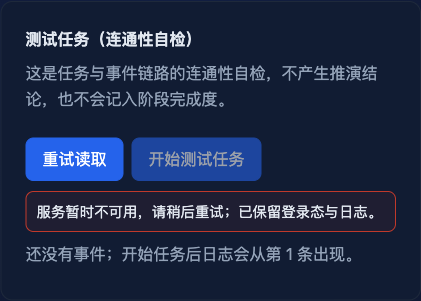 测试任务（连通性自检）
这是任务与事件链路的连通性自检，不产生推演结
论，也不会记入阶段完成度。
重试读取 开始测试任务
服务暂时不可用，请稍后重试；已保留登录态与日志。
还没有事件；开始任务后日志会从第 1 条出现。